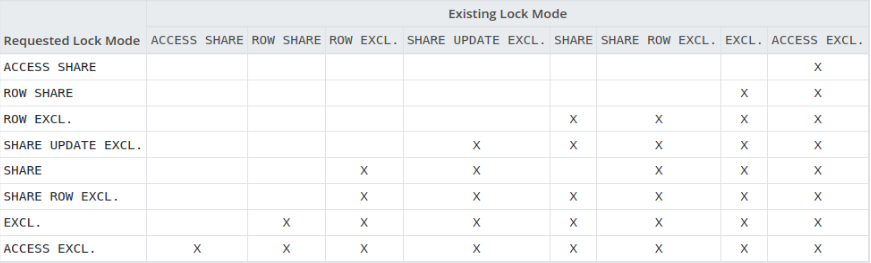 Existing Lock Mode
Requested Lock Mode ACCESS SHARE ROW SHARE ROW EXCL. SHARE UPDATE EXCL. SHARE SHARE ROW EXCL. EXCL. ACCESS EXCL.
ACCESS SHARE X
ROW SHARE X X
ROW EXCL. X X X X
SHARE UPDATE EXCL. X X X X X
SHARE X X X X X
SHARE ROW EXCL. X X X X X X
EXCL. X X X X X X X
ACCESS EXCL. X X X X X X X X